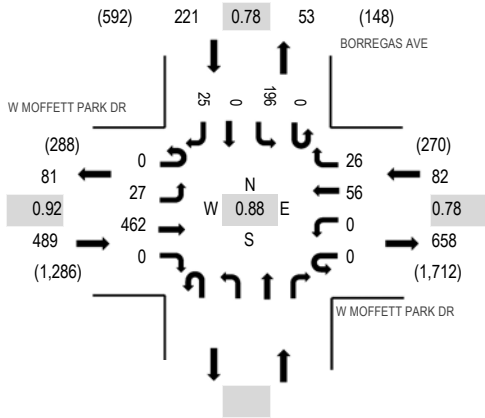 (592) 221 0.78 53 (148)
BORREGAS AVE
W MOFFETT PARK DR
25 0 196 0
(288) (270)
81 0 26 82
N
0.92 27 W 0.88 E 56 0.78
489 462 S 0 658
0 0
(1,286) (1,712)
W MOFFETT PARK DR